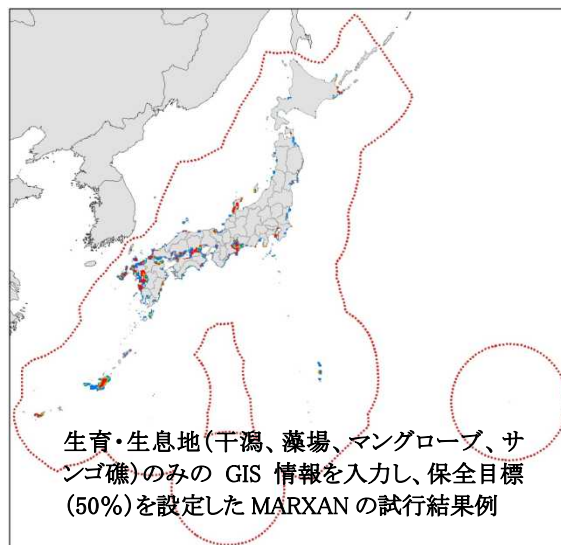 生育・生息地(干潟、藻場、マングローブ、サ
ンゴ礁)のみの GIS 情報を入力し、保全目標
(50%)を設定した MARXAN の試行結果例